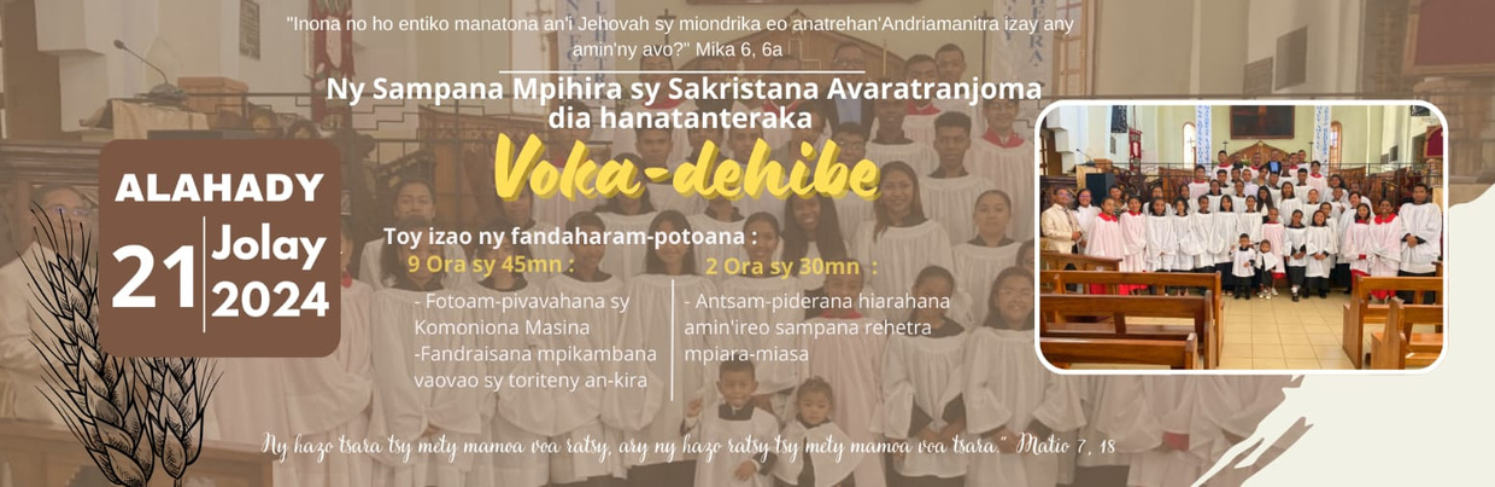 "Inona no ho entiko manatona an'i Jehovah sy miondrika eo anatrehan'Andriamanitra izay any
amin'ny avo?" Mika 6, 6a
Ny Sampana Mpihira sy Sakristana Avaratranjoma
dia hanatanteraka
Voka-dehibe
ALAHADY
21
Jolay
2024
Toy izao ny fandaharam-potoana :
9 Ora sy 45mn :
- Fotoam-pivavahana sy
Komoniona Masina
-Fandraisana mpikambana
vaovao sy toriteny an-kira
2 Ora sy 30mn :
- Antsam-piderana hiarahana
amin'ireo sampana rehetra
mpiara-miasa
Ny hazo tsara tsy mety mamoa voa ratsy, ary ny hazo ratsy tsy mety mamoa voa tsara." Matio 7, 18